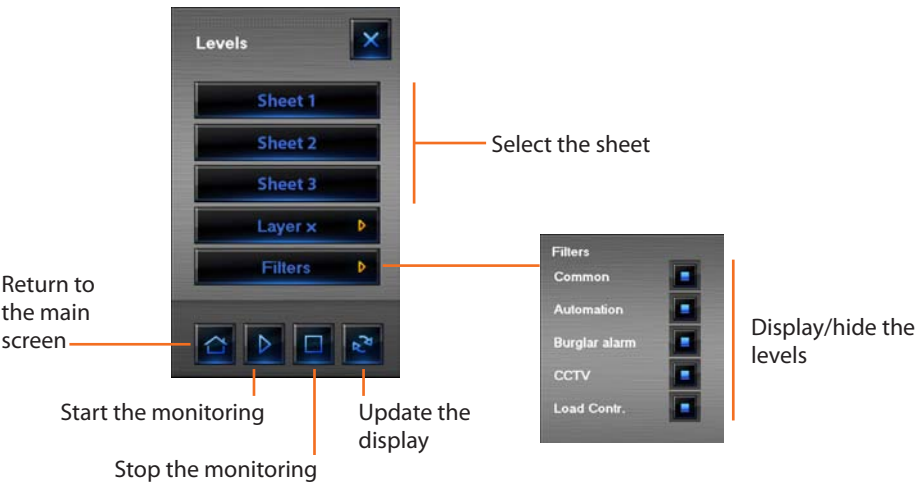 Levels
Sheet 1
Sheet 2
Sheet 3
Layer x
Filters
Select the sheet
Return to
the main
screen
Start the monitoring
Stop the monitoring
Update the
display
Filters
Common
Automation
Burglar alarm
CCTV
Load Contr.
Display/hide the
levels